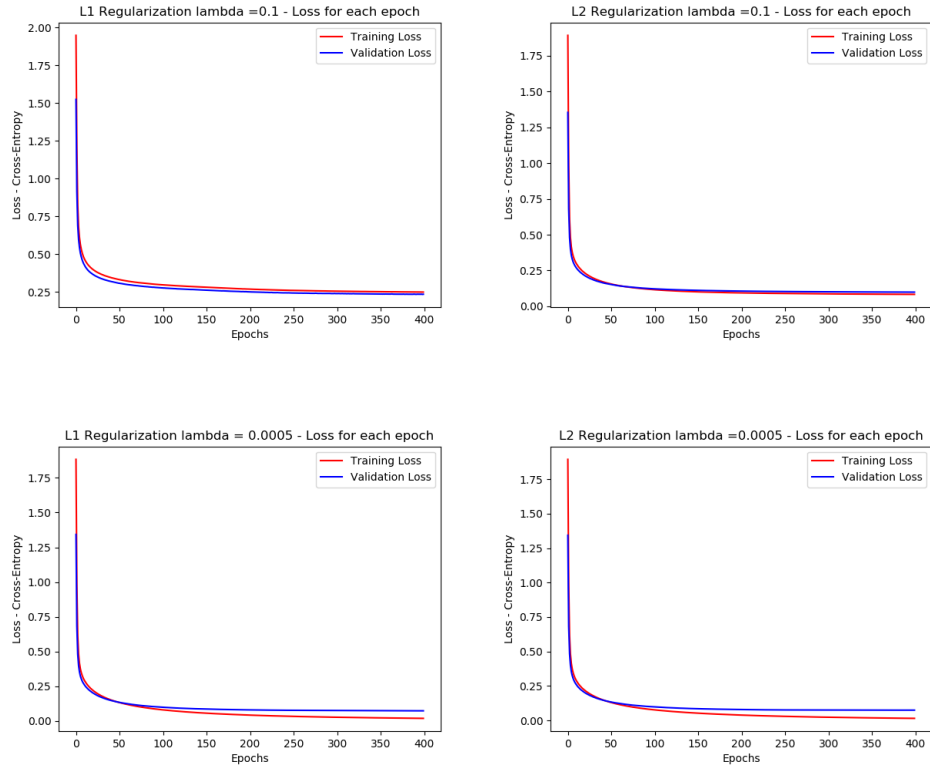 L1 Regularization lambda =0.1 - Loss for each epoch
Training Loss
Validation Loss
Loss - Cross-Entropy
2.00
1.75
1.50
1.25
1.00
0.75
0.50
0.25
0 50 100 150 200 250 300 350 400
Epochs
L2 Regularization lambda =0.1 - Loss for each epoch
Training Loss
Validation Loss
Loss - Cross-Entropy
1.75
1.50
1.25
1.00
0.75
0.50
0.25
0.00
0 50 100 150 200 250 300 350 400
Epochs
L1 Regularization lambda = 0.0005 - Loss for each epoch
Training Loss
Validation Loss
Loss - Cross-Entropy
1.75
1.50
1.25
1.00
0.75
0.50
0.25
0.00
0 50 100 150 200 250 300 350 400
Epochs
L2 Regularization lambda =0.0005 - Loss for each epoch
Training Loss
Validation Loss
Loss - Cross-Entropy
1.75
1.50
1.25
1.00
0.75
0.50
0.25
0.00
0 50 100 150 200 250 300 350 400
Epochs